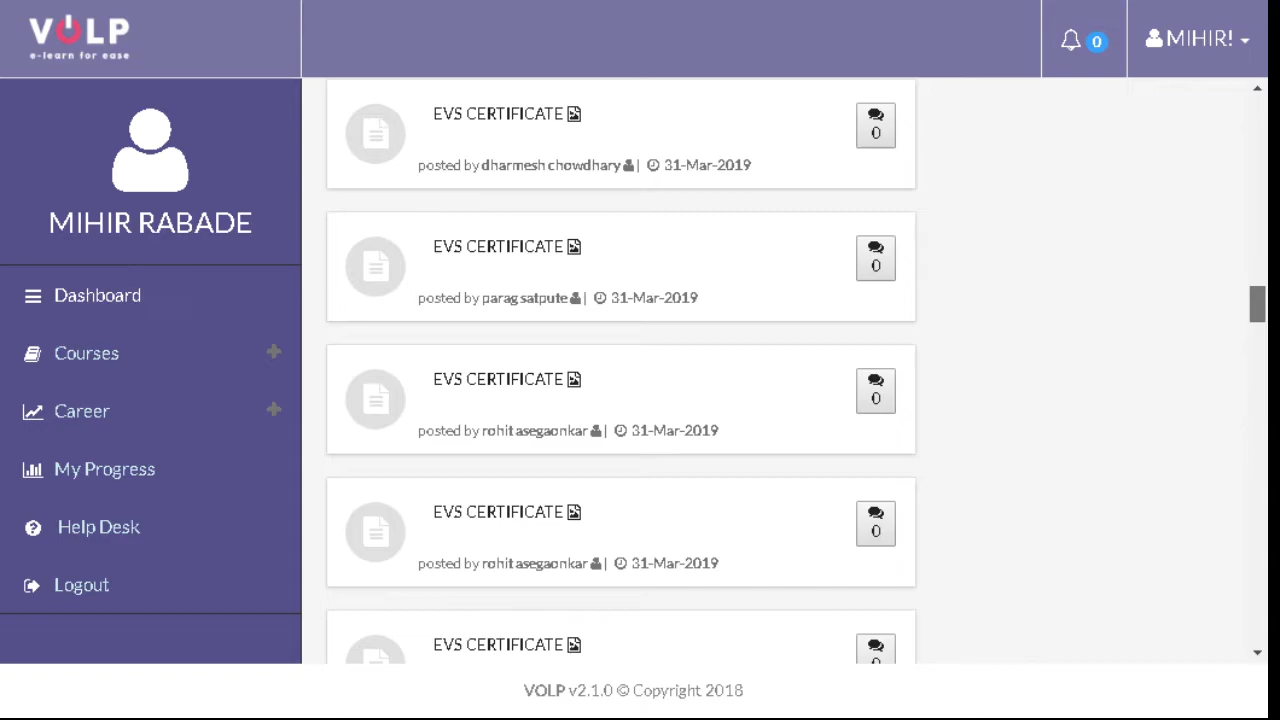 VOLP
e-learn for ease
0
MIHIR!
MIHIR RABADE
Dashboard
Courses
Career
My Progress
Help Desk
Logout
EVS CERTIFICATE
0
posted by dharmesh chowdhary | 31-Mar-2019
EVS CERTIFICATE
0
posted by parag satpute | 31-Mar-2019
EVS CERTIFICATE
0
posted by rohit asegaonkar | 31-Mar-2019
EVS CERTIFICATE
0
posted by rohit asegaonkar | 31-Mar-2019
EVS CERTIFICATE
0
VOLP v2.1.0 © Copyright 2018